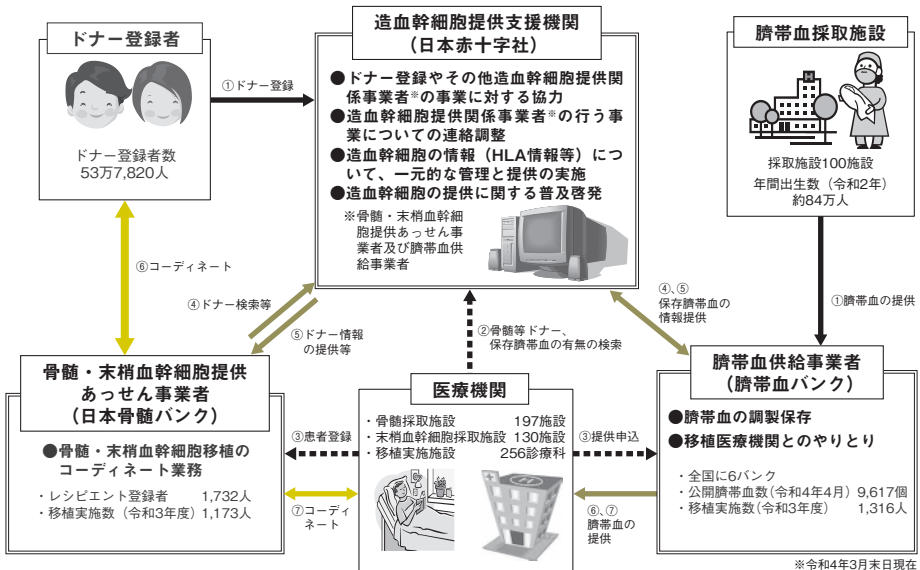 ドナー登録者
ドナー登録者数
53万7,820人
①ドナー登録
造血幹細胞提供支援機関
（日本赤十字社）
●ドナー登録やその他造血幹細胞提供関
係事業者※の事業に対する協力
●造血幹細胞提供関係事業者※の行う事
業についての連絡調整
●造血幹細胞の情報（HLA情報等）につ
いて、一元的な管理と提供の実施
●造血幹細胞の提供に関する普及啓発
※骨髄・末梢血幹細
胞提供あっせん事
業者及び臍帯血供
給事業者
臍帯血採取施設
採取施設100施設
年間出生数（令和2年）
約84万人
⑥コーディネート
④ドナー検索等
⑤ドナー情報
の提供等
②骨髄等ドナー、
保存臍帯血の有無の検索
④、⑤
保存臍帯血の
情報提供
①臍帯血の提供
骨髄・末梢血幹細胞提供
あっせん事業者
（日本骨髄バンク）
●骨髄・末梢血幹細胞移植の
コーディネート業務
・レシピエント登録者 1,732人
・移植実施数（令和3年度） 1,173人
③患者登録
⑦コーディ
ネート
医療機関
・骨髄採取施設 197施設
・末梢血幹細胞採取施設 130施設
・移植実施施設 256診療科
③提供申込
⑥、⑦
臍帯血の
提供
臍帯血供給事業者
（臍帯血バンク）
●臍帯血の調製保存
●移植医療機関とのやりとり
・全国に6バンク
・公開臍帯血数(令和4年4月) 9,617個
・移植実施数(令和3年度) 1,316人
※令和4年3月末日現在